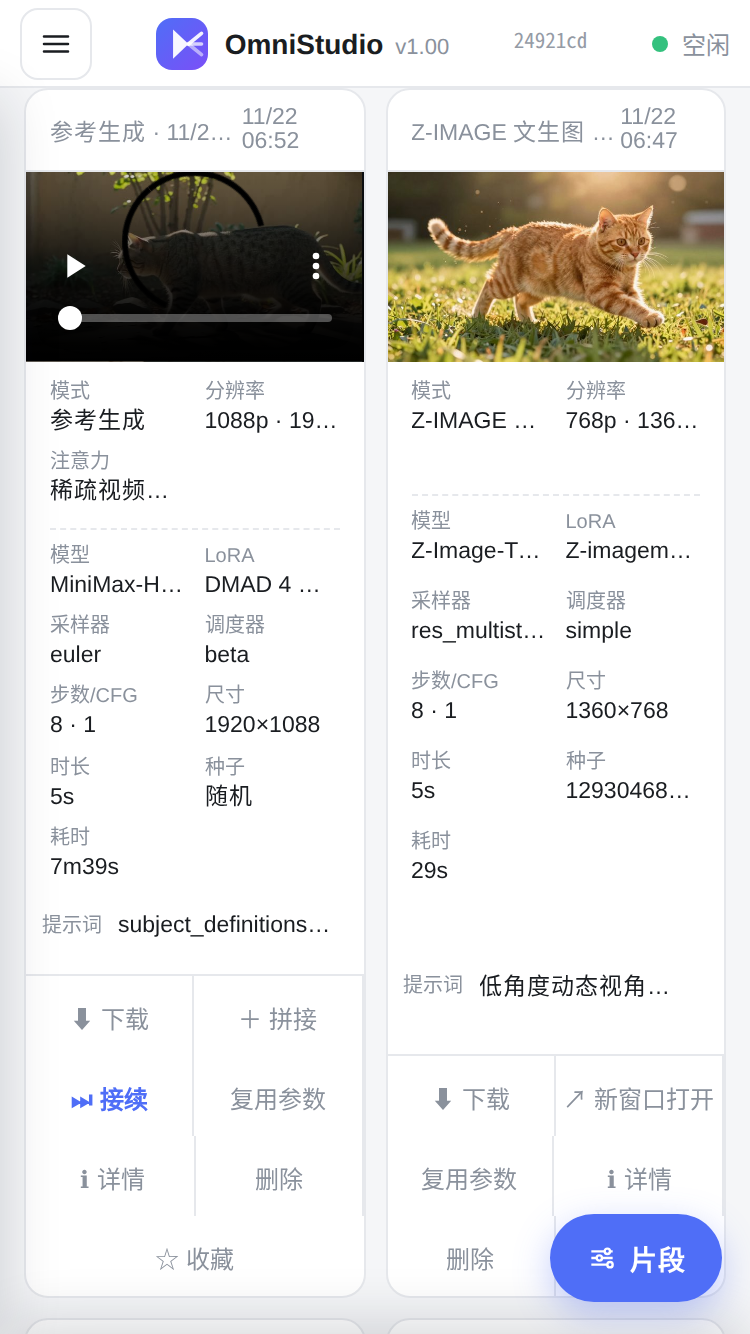 OmniStudio v1.00
24921cd
空闲
参考生成 · 11/2…
11/22
06:52
模式
分辨率
参考生成
1088p · 19…
注意力
稀疏视频…
模型
LoRA
MiniMax-H…
DMAD 4 …
采样器
调度器
euler
beta
步数/CFG
尺寸
8 · 1
1920×1088
时长
种子
5s
随机
耗时
7m39s
提示词 subject_definitions…
⬇ 下载
＋ 拼接
⏭ 接续
复用参数
ℹ 详情
删除
☆ 收藏
Z-IMAGE 文生图 …
11/22
06:47
模式
分辨率
Z-IMAGE …
768p · 136…
模型
LoRA
Z-Image-T…
Z-imagem…
采样器
调度器
res_multist…
simple
步数/CFG
尺寸
8 · 1
1360×768
时长
种子
5s
12930468…
耗时
29s
提示词 低角度动态视角…
⬇ 下载
↗ 新窗口打开
复用参数
ℹ 详情
删除
片段